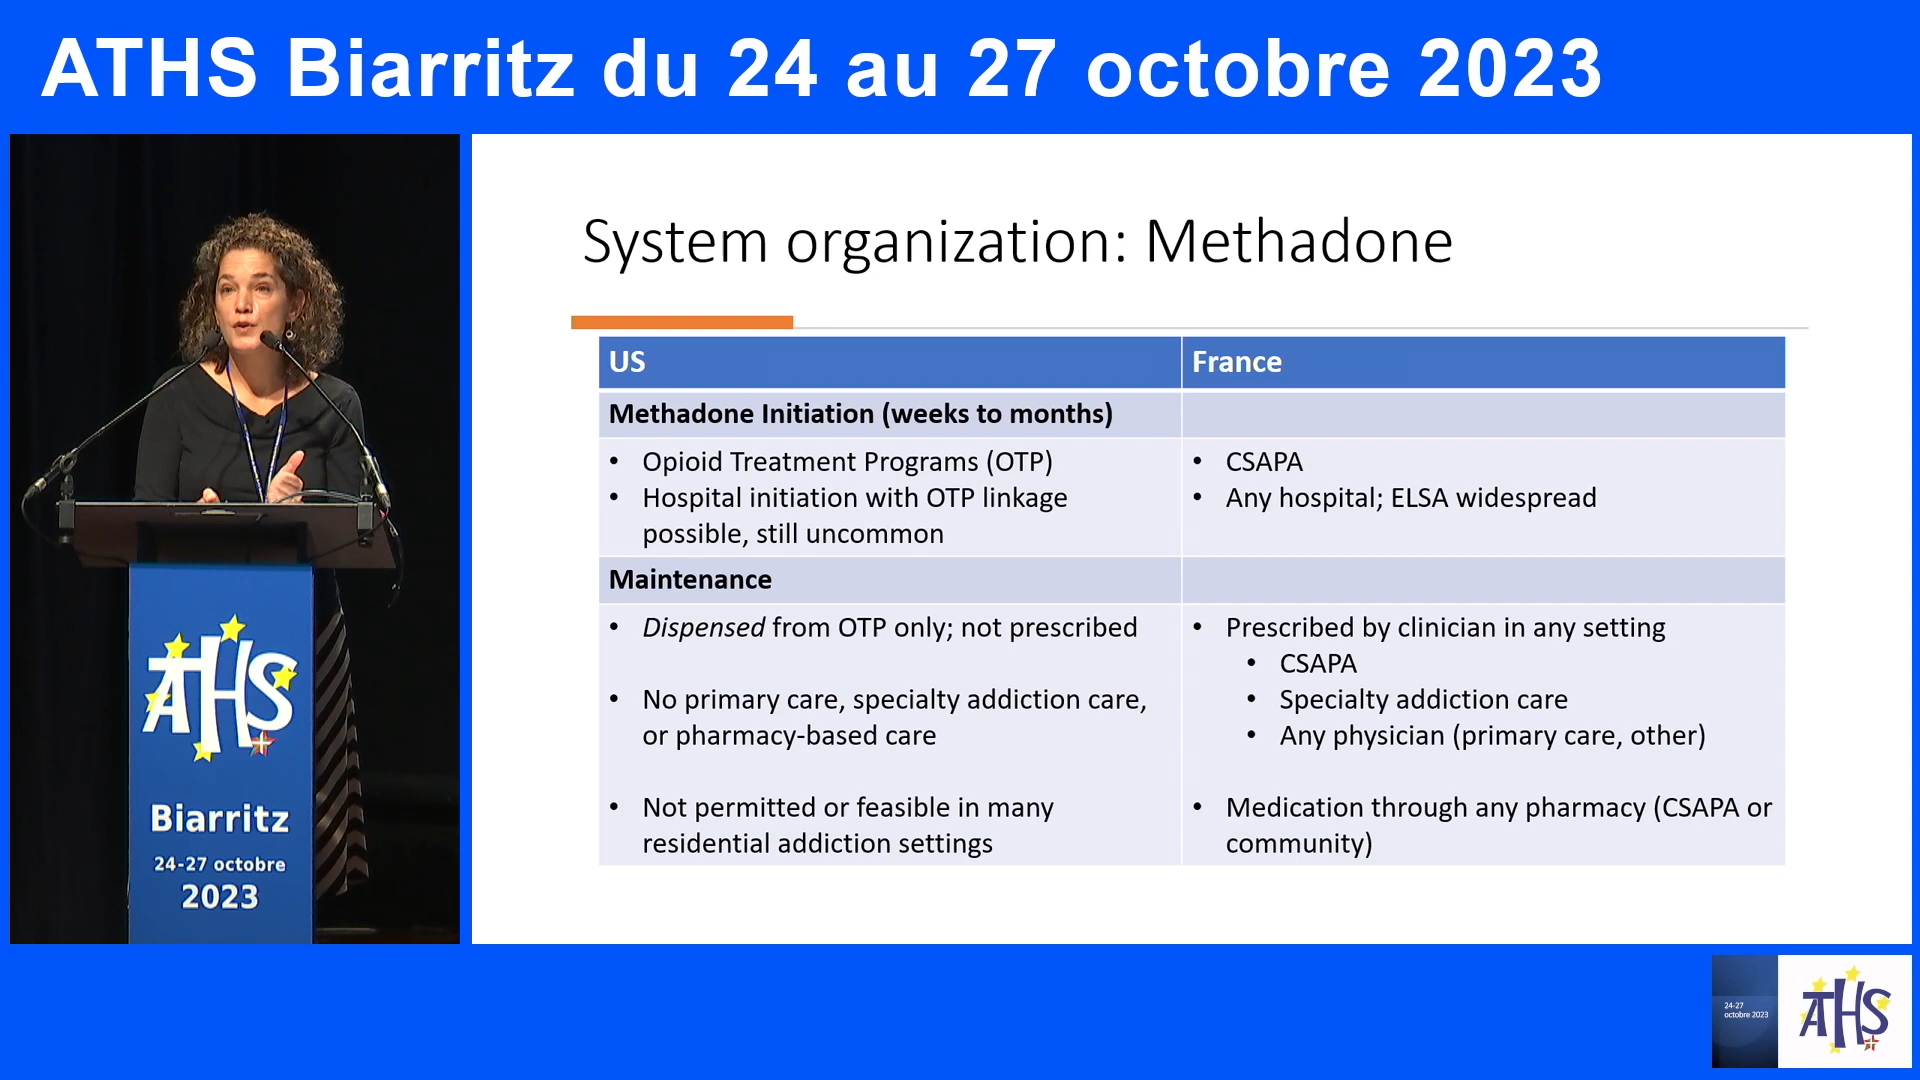 ATHS Biarritz du 24 au 27 octobre 2023
System organization: Methadone
US
France
Methadone Initiation (weeks to months)
• Opioid Treatment Programs (OTP)
• Hospital initiation with OTP linkage
possible, still uncommon
• CSAPA
• Any hospital; ELSA widespread
Maintenance
• Dispensed from OTP only; not prescribed
• No primary care, specialty addiction care,
or pharmacy-based care
• Not permitted or feasible in many
residential addiction settings
• Prescribed by clinician in any setting
• CSAPA
• Specialty addiction care
• Any physician (primary care, other)
• Medication through any pharmacy (CSAPA or
community)
ATHS
Biarritz
24-27 octobre
2023
24-27
octobre 2023
ATHS